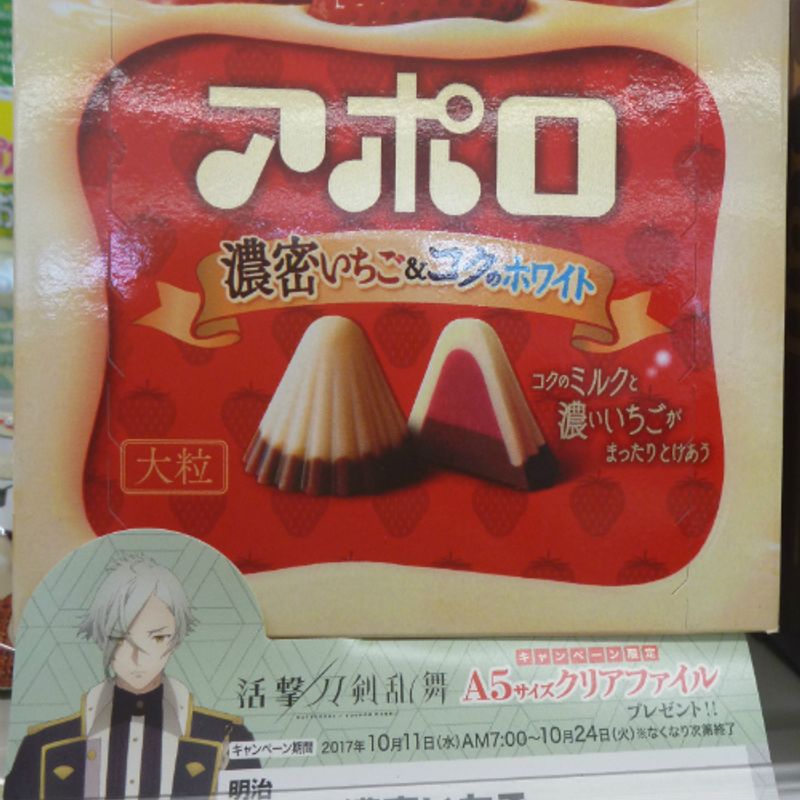 アポロ
濃密いちご&コクのホワイト
コクのミルクと
濃いいちごが
まったりとけあう
大粒
キャンペーン限定
活撃/刀剣乱舞
A5サイズクリアファイル
プレゼント!!
キャンペーン期間 2017年10月11日(水)AM7:00~10月24日(火)※なくなり次第終了
明治